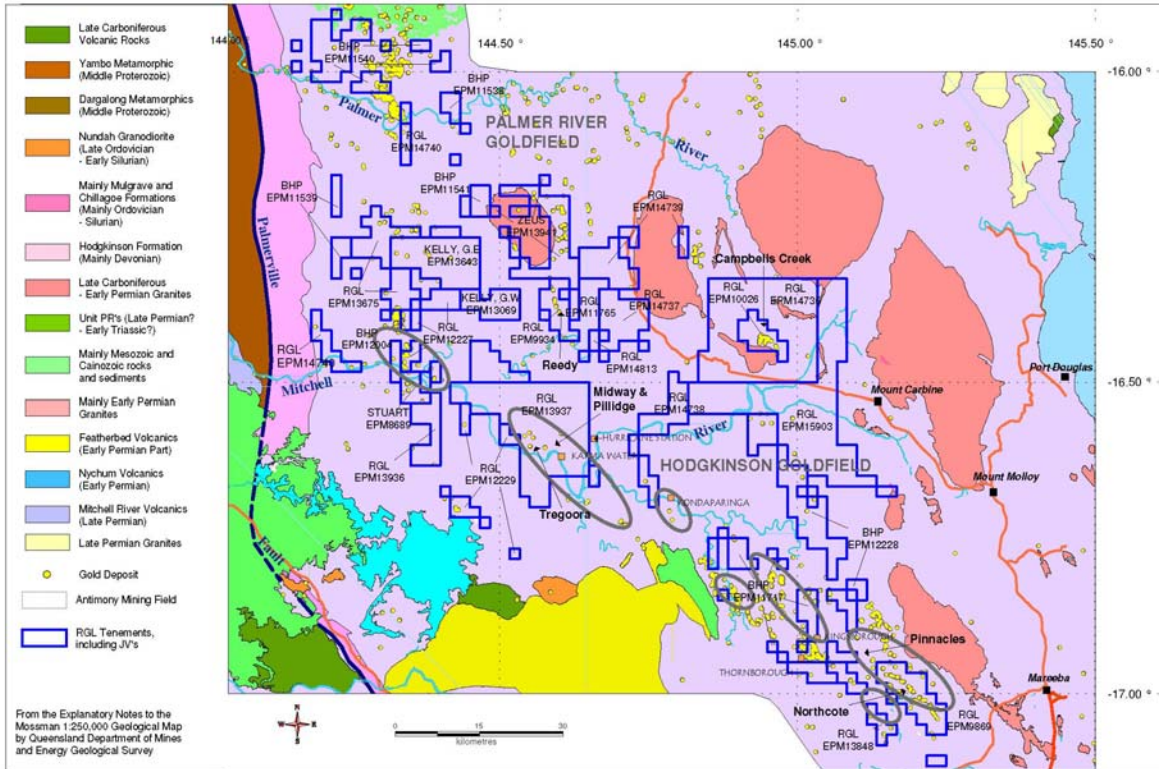 Late Carboniferous
Volcanic Rocks
Yambo Metamorphic
(Middle Proterozoic)
Dargalong Metamorphics
(Middle Proterozoic)
Nundah Granodiorite
(Late Ordovician
- Early Silurian)
Mainly Mulgrave and
Chillagoe Formations
(Mainly Ordovician
- Silurian)
Hodgkinson Formation
(Mainly Devonian)
Late Carboniferous
- Early Permian Granites
Unit PR's (Late Permian?
- Early Triassic?)
Mainly Mesozoic and
Cainozoic rocks
and sediments
Mainly Early Permian
Granites
Featherbed Volcanics
(Early Permian Part)
Nychum Volcanics
(Early Permian)
Mitchell River Volcanics
(Late Permian)
Late Permian Granites
Gold Deposit
Antimony Mining Field
RGL Tenements,
including JV's
From the Explanatory Notes to the
Mossman 1:250,000 Geological Map
by Queensland Department of Mines
and Energy Geological Survey
N
W E
S
0 15 30
kilometres
144.50 °
145.00 °
145.50 °
-16.00 °
-16.50 °
-17.00 °
BHP
EPM11540
BHP
EPM11538
Palmer
River
PALMER RIVER
GOLDFIELD
RGL
EPM14740
BHP
EPM11539
BHP
EPM11541
RGL
EPM14739
ZEUS
Palmerville
KELLY, G.E
EPM13643
Campbells Creek
RGL
EPM13675
KELLY, G.W
EPM13069
RGL
EPM11765
RGL
EPM14737
RGL
EPM10026
RGL
BHP
RGL
EPM12227
RGL
EPM9934
RGL
EPM14740
Reedy
RGL
EPM14813
Mitchell
Port Douglas
Mount Carbine
STUART
EPM8689
RGL
EPM13937
Midway &
Pillidge
RGL
EPM14738
River
RGL
EPM15903
HURRICANE STATION
HODGKINSON GOLDFIELD
RGL
EPM13936
RGL
EPM12229
Mount Molloy
Tregoora
BHP
EPM12228
Fault
BHP
EPM11717
Pinnacles
THORNBOROUGH
Mareeba
Northcote
RGL
EPM13848
RGL
EPM9869